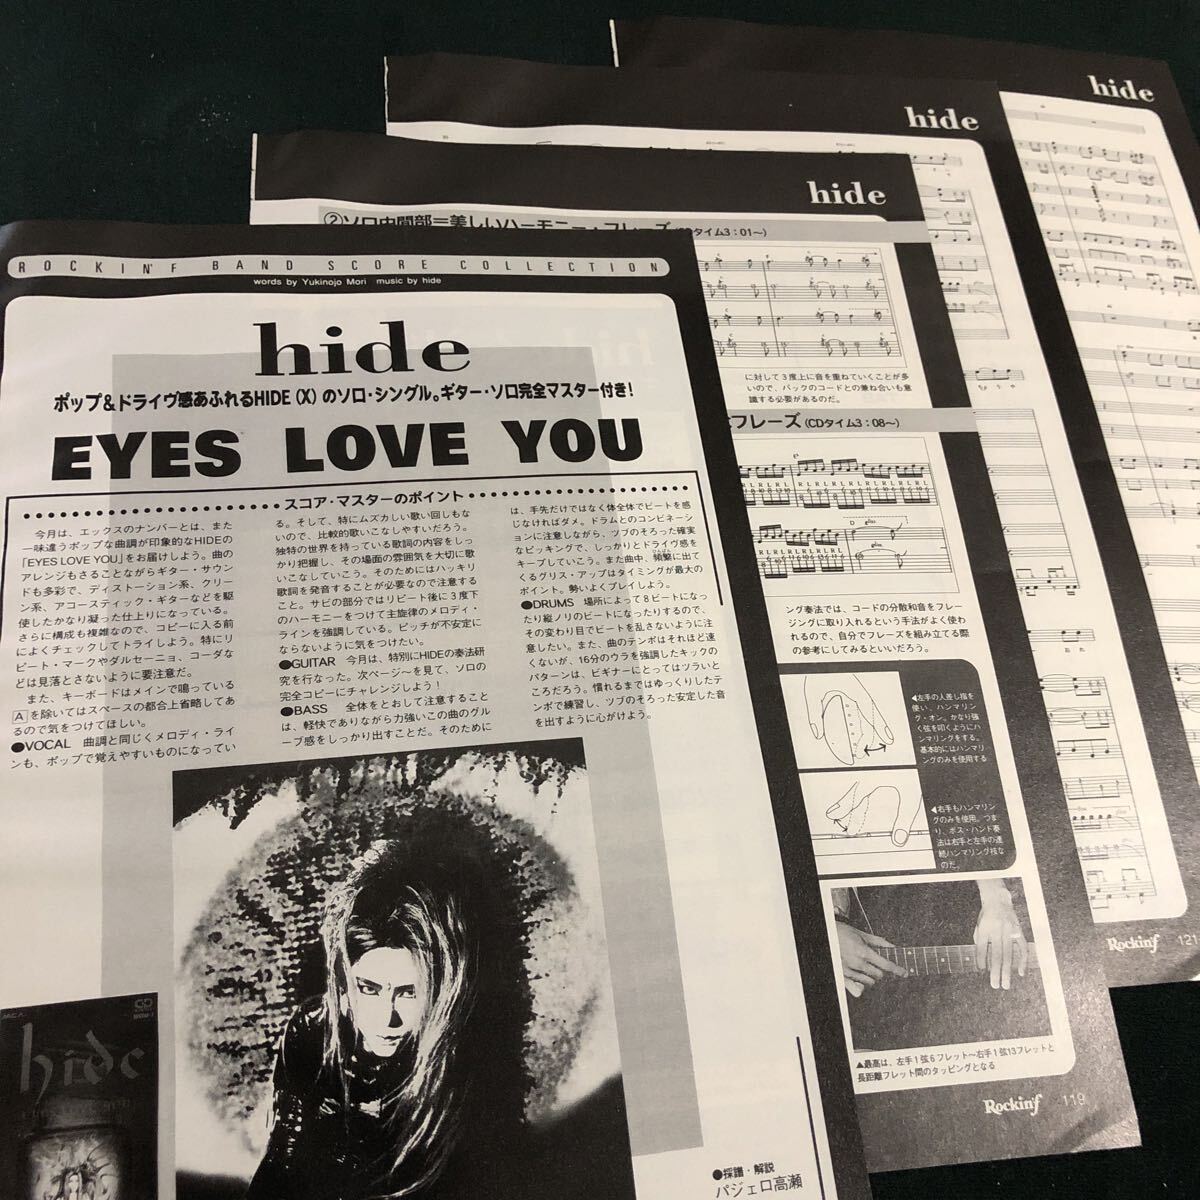 ROCKIN'F BAND SCORE COLLECTION
words by Yukinojo Mori music by hide
hide
ポップ&ドライヴ感あふれるHIDE(X)のソロ・シングル。ギター・ソロ完全マスター付き!
EYES LOVE YOU
スコア・マスターのポイント
今月は、エックスのナンバーとは、また
一味違うポップな曲調が印象的なHIDEの
「EYES LOVE YOU」をお届けしよう。曲の
アレンジもさることながらギター・サウン
ドも多彩で、ディストーション系、クリー
ン系、アコースティック・ギターなどを駆
使したかなり凝った仕上りになっている。
さらに構成も複雑なので、コピーに入る前
によくチェックしてトライしよう。特にリ
ピート・マークやダルセーニョ、コーダな
どは見落とさないように要注意だ。
また、キーボードはメインで鳴っている
Aを除いてはスペースの都合上省略してあ
るので気をつけてほしい。
●VOCAL 曲調と同じくメロディ・ライ
ンも、ポップで覚えやすいものになってい
る。そして、特にムズカしい歌い回しもな
いので、比較的歌いこなしやすいだろう。
独特の世界を持っている歌詞の内容をしっ
かり把握し、その場面の雰囲気を大切に歌
いこなしていこう。そのためにはハッキリ
歌詞を発音することが必要なので注意する
こと。サビの部分ではリピート後に3度下
のハーモニーをつけて主旋律のメロディ・
ラインを強調している。ピッチが不安定に
ならないように気をつけたい。
●GUITAR 今月は、特別にHIDEの奏法研
究を行なった。次ページ〜を見て、ソロの
完全コピーにチャレンジしよう!
●BASS 全体をとおして注意すること
は、軽快でありながら力強いこの曲のグル
ーブ感をしっかり出すことだ。そのために
は、手先だけではなく体全体でビートを感
じなければダメ。ドラムとのコンビネーシ
ョンに注意しながら、ツブのそろった確実
なピッキングで、しっかりとドライヴ感を
キープしていこう。また曲中、頻繁に出て
くるグリス・アップはタイミングが最大の
ポイント。勢いよくプレイしよう。
●DRUMS 場所によって8ビートになっ
たり縦ノリのビートになったりするので、
その変わり目でビートを乱さないように注
意したい。また、曲のテンポはそれほど速
くないが、16分のウラを強調したキックの
パターンは、ビギナーにとってはツラいと
ころだろう。慣れるまではゆっくりしたテ
ンポで練習し、ツブのそろった安定した音
を出すように心がけよう。
hide
●採譜・解説
パジェロ高瀬
hide
②ソロ中間部=美しいハーモニー・フレーズ(CDタイム3:01〜)
に対して3度上に音を重ねていくことが多
いので、バックのコードとの兼ね合いも意
識する必要があるのだ。
フレーズ(CDタイム3:08〜)
ング奏法では、コードの分散和音をフレー
ジングに取り入れるという手法がよく使わ
れるので、自分でフレーズを組み立てる際
の参考にしてみるといいだろう。
◀左手の人差し指を
使い、ハンマリン
グ・オン。かなり強
く弦を叩くようにハ
ンマリングをする。
基本的にはハンマリ
ングのみを使用する
◀右手もハンマリン
グのみを使用。つま
り、ボス・ハンド奏
法は右手と左手の連
続ハンマリング技な
のだ。
▲最高は、左手1弦6フレット〜右手1弦13フレットと
長距離フレット間のタッピングとなる
Rockin'f 119
hide
hide
Rockin'f 121